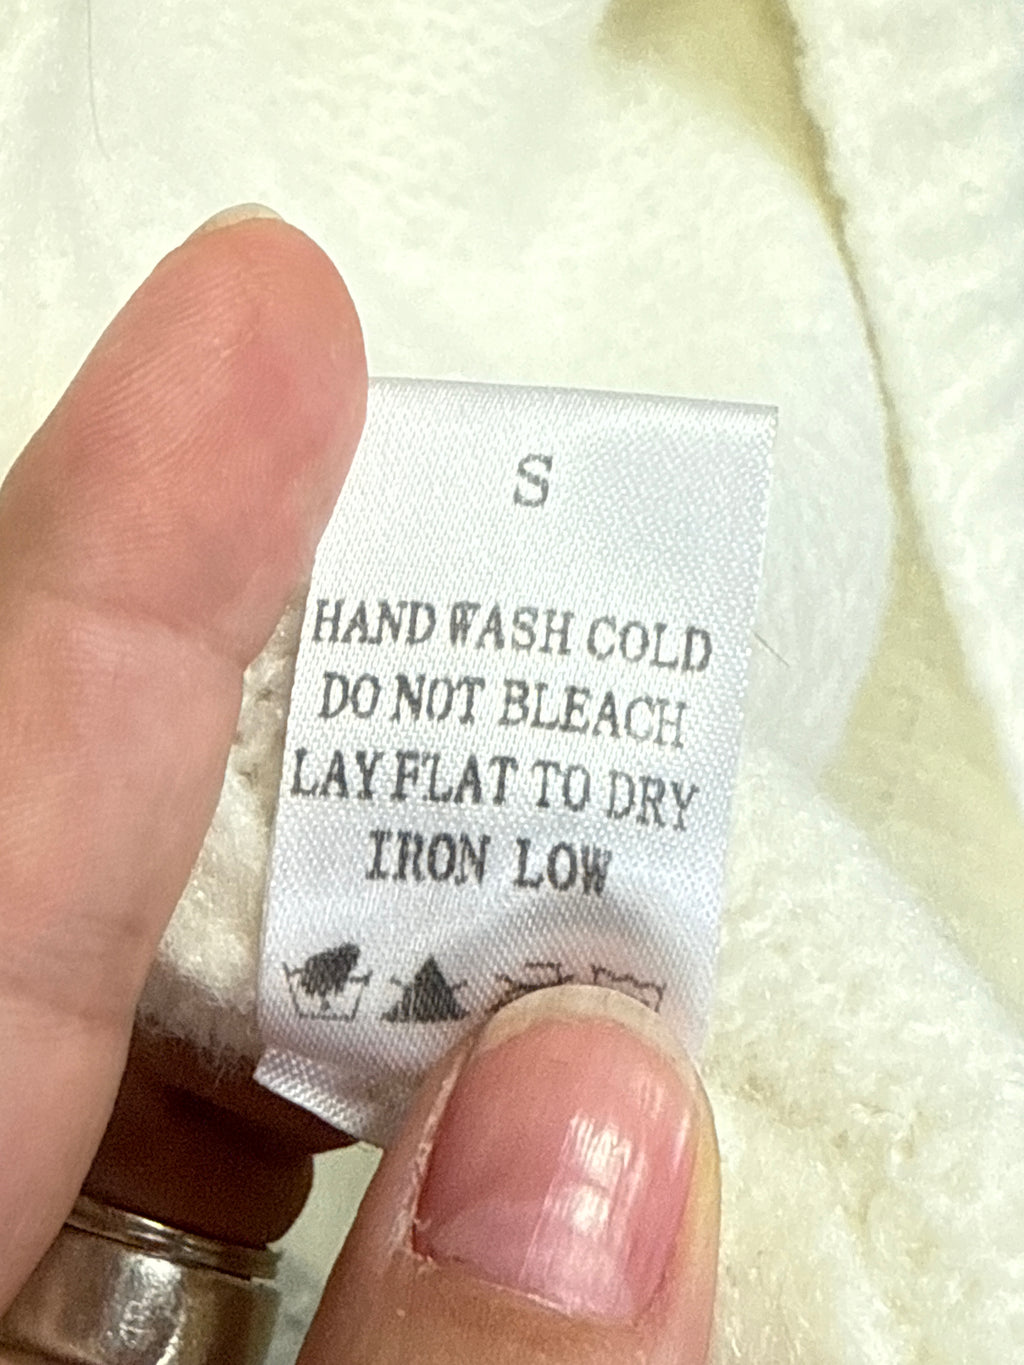 S
HAND WASH COLD
DO NOT BLEACH
LAY FLAT TO DRY
IRON LOW